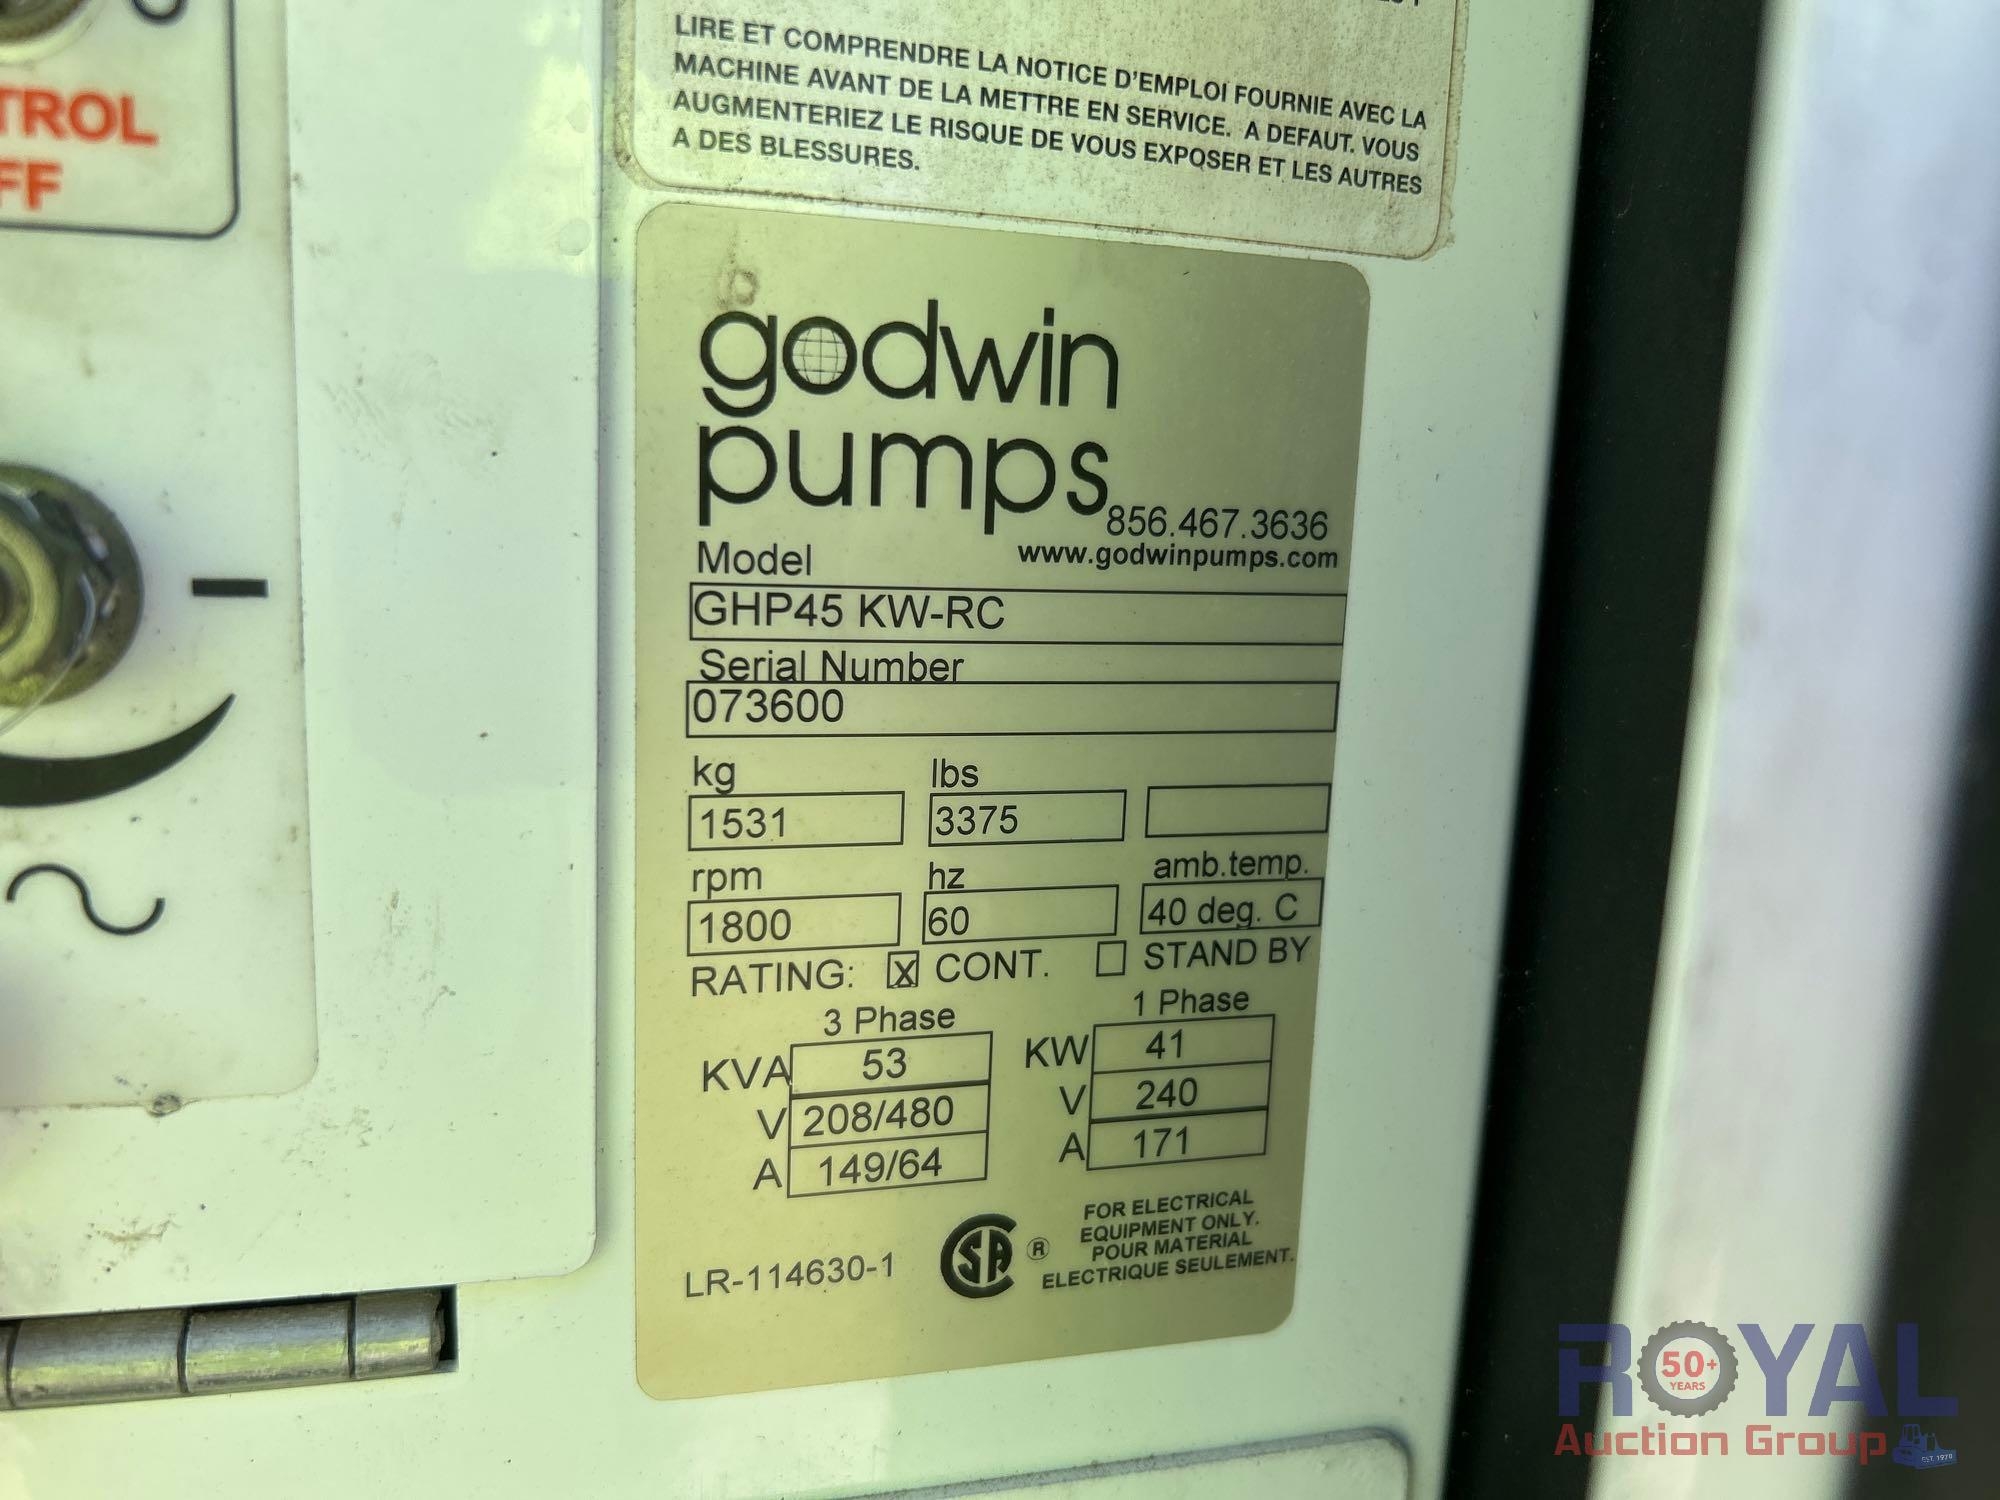 TROL
FF
LIRE ET COMPRENDRE LA NOTICE D'EMPLOI FOURNIE AVEC LA
MACHINE AVANT DE LA METTRE EN SERVICE. A DEFAUT. VOUS
AUGMENTERIEZ LE RISQUE DE VOUS EXPOSER ET LES AUTRES
A DES BLESSURES.
godwin
pumps
856.467.3636
www.godwinpumps.com
Model
GHP45 KW-RC
Serial Number
073600
kg lbs
1531 3375
rpm hz amb.temp.
1800 60 40 deg. C
RATING: X CONT. STAND BY
3 Phase 1 Phase
KVA 53 KW 41
V 208/480 V 240
A 149/64 A 171
LR-114630-1
SA ®
FOR ELECTRICAL
EQUIPMENT ONLY.
POUR MATERIAL
ELECTRIQUE SEULEMENT.
ROYAL
50+
YEARS
Auction Group
EST. 1970